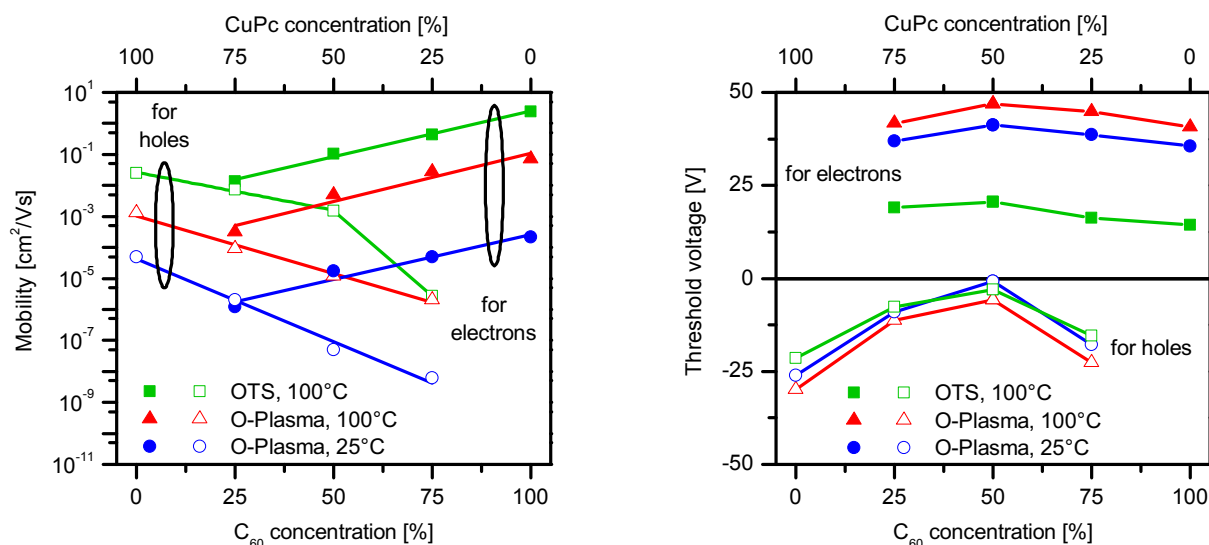 CuPc concentration [%]
100 75 50 25 0
10¹
10⁻¹
10⁻³
10⁻⁵
10⁻⁷
10⁻⁹
10⁻¹¹
Mobility [cm²/Vs]
for
holes
for
electrons
OTS, 100°C
O-Plasma, 100°C
O-Plasma, 25°C
0 25 50 75 100
C₆₀ concentration [%]
CuPc concentration [%]
100 75 50 25 0
50
25
0
-25
-50
Threshold voltage [V]
for electrons
for holes
OTS, 100°C
O-Plasma, 100°C
O-Plasma, 25°C
0 25 50 75 100
C₆₀ concentration [%]